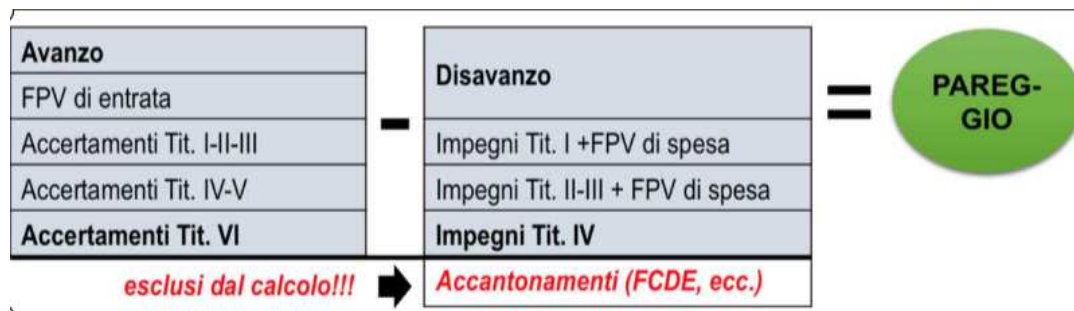 Avanzo
FPV di entrata
Accertamenti Tit. I-II-III
Accertamenti Tit. IV-V
Accertamenti Tit. VI
esclusi dal calcolo!!!
-
Disavanzo
Impegni Tit. I +FPV di spesa
Impegni Tit. II-III + FPV di spesa
Impegni Tit. IV
Accantonamenti (FCDE, ecc.)
=
PAREG-
GIO